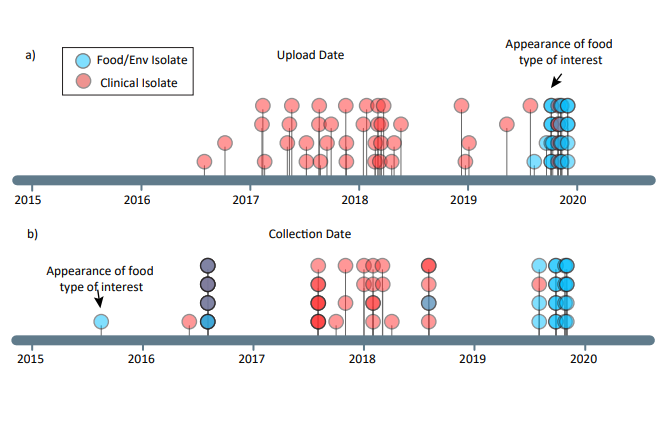 a)
Food/Env Isolate
Clinical Isolate
Upload Date
Appearance of food
type of interest
2015 2016 2017 2018 2019 2020
b)
Collection Date
Appearance of food
type of interest
2015 2016 2017 2018 2019 2020